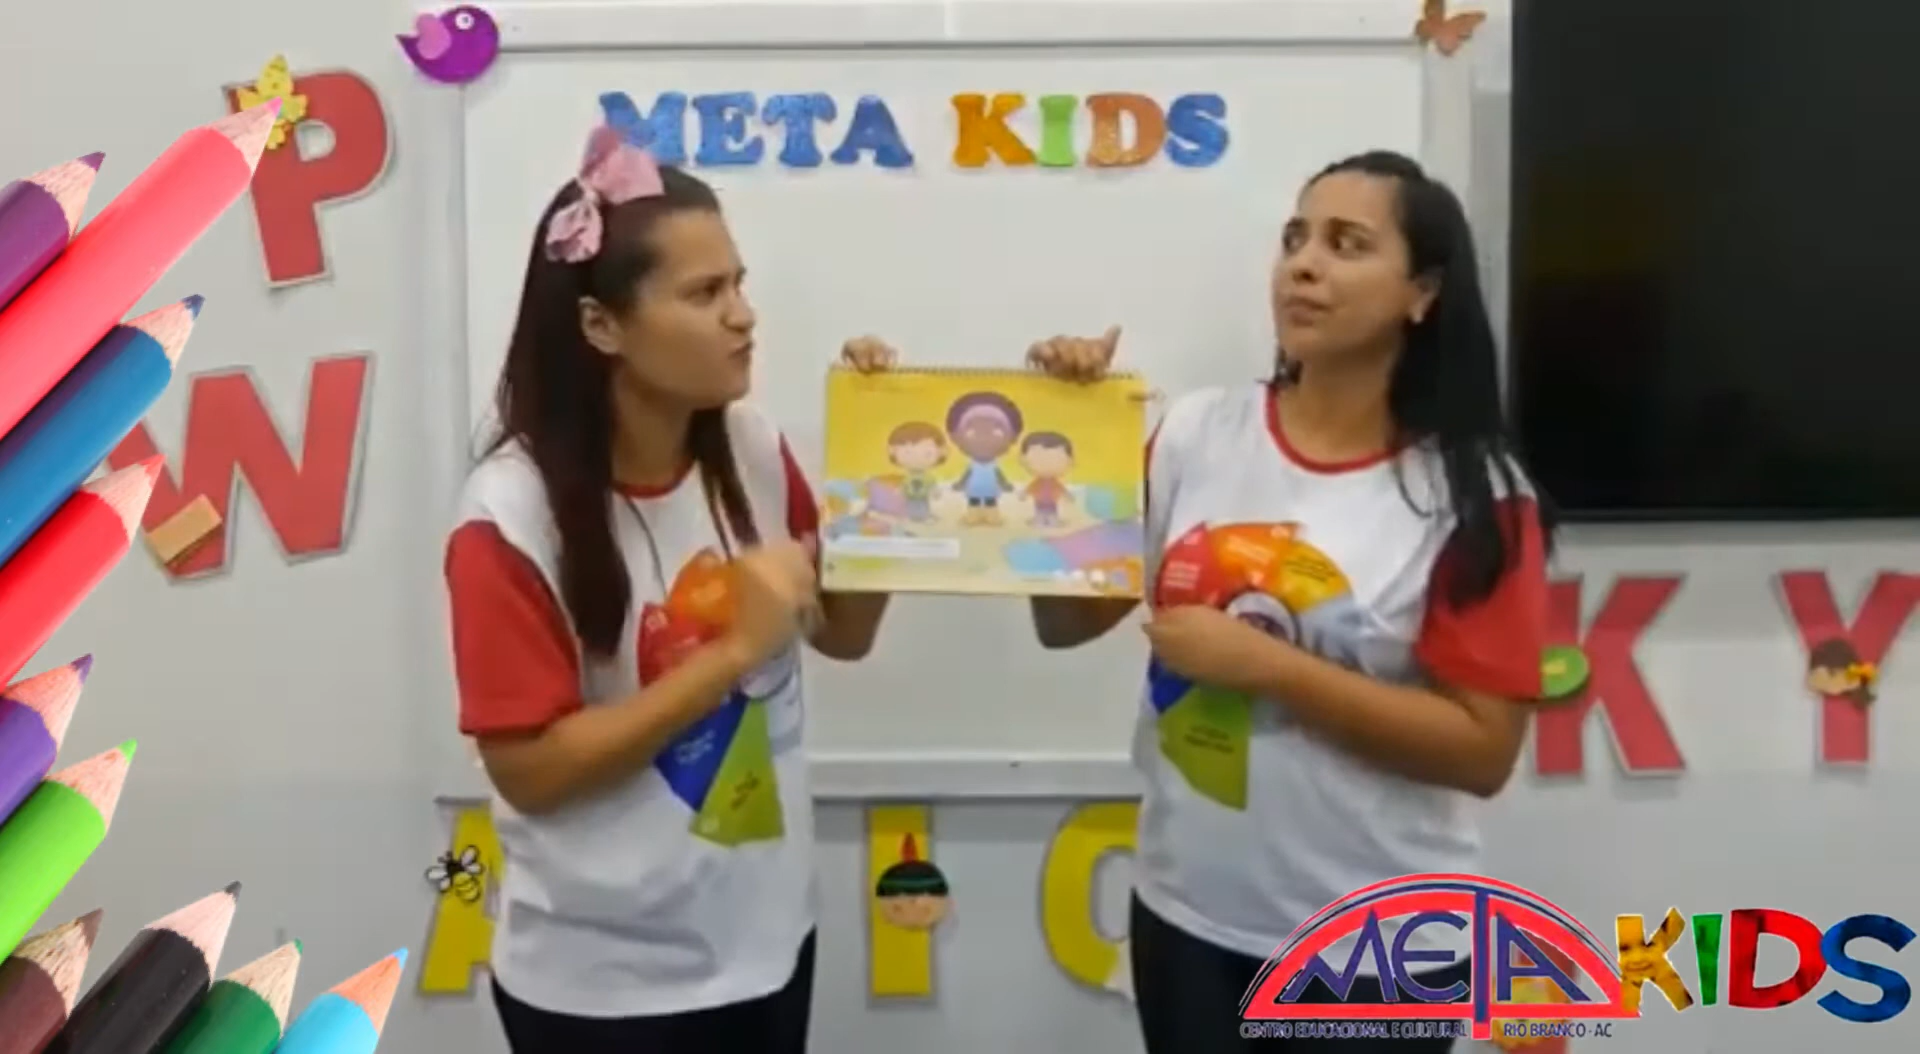 META KIDS
P
W
K Y
A I C
META KIDS
CENTRO EDUCACIONAL E CULTURAL RIO BRANCO - AC